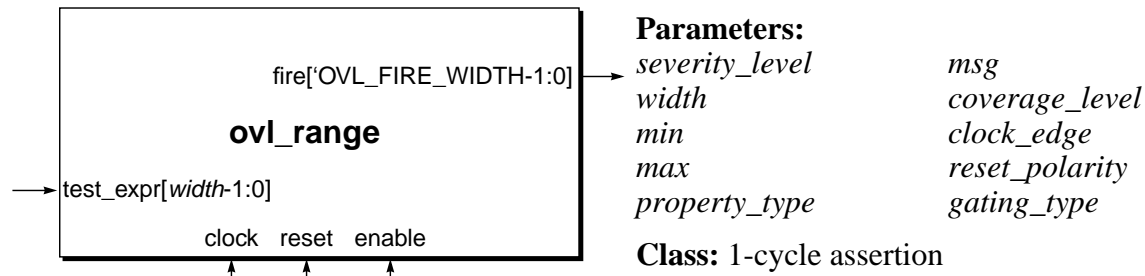 fire[‘OVL_FIRE_WIDTH-1:0]
ovl_range
test_expr[width-1:0]
clock reset enable
Parameters:
severity_level msg
width coverage_level
min clock_edge
max reset_polarity
property_type gating_type
Class: 1-cycle assertion